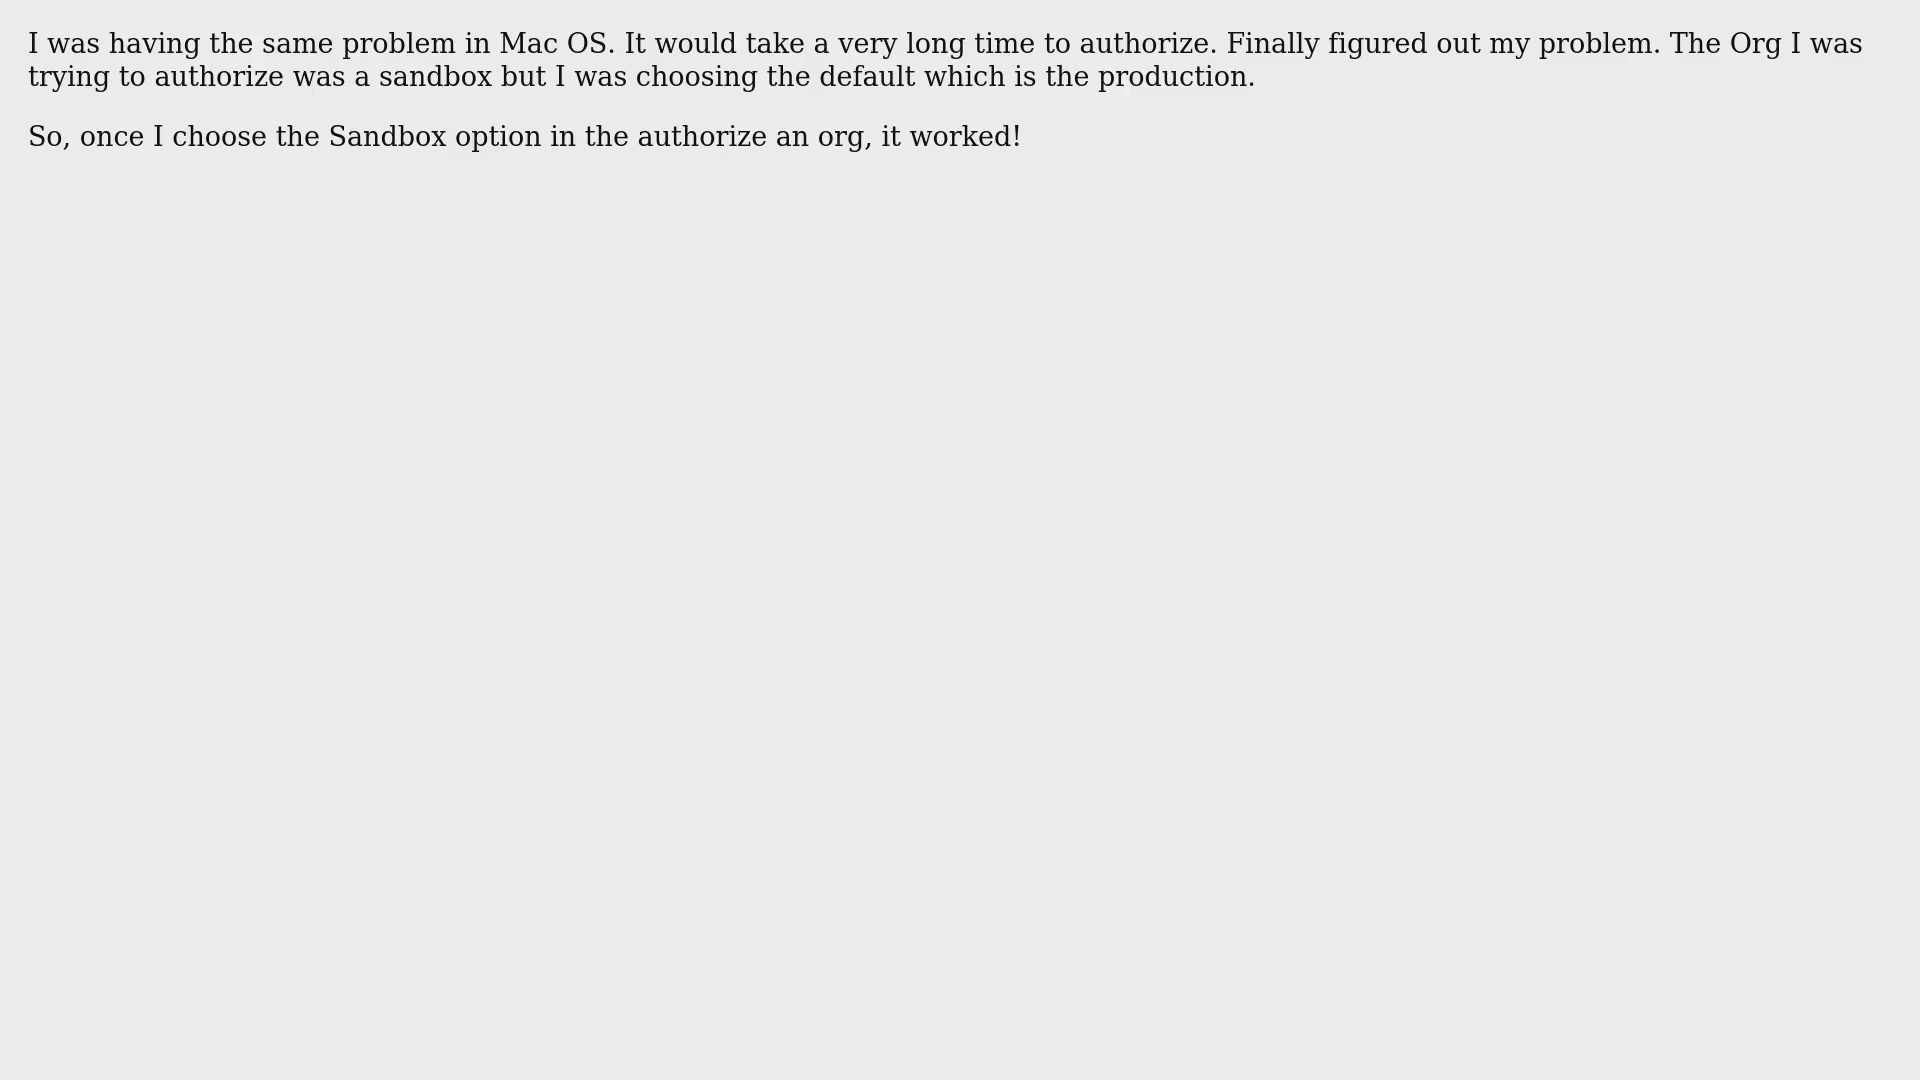 I was having the same problem in Mac OS. It would take a very long time to authorize. Finally figured out my problem. The Org I was
trying to authorize was a sandbox but I was choosing the default which is the production.
So, once I choose the Sandbox option in the authorize an org, it worked!